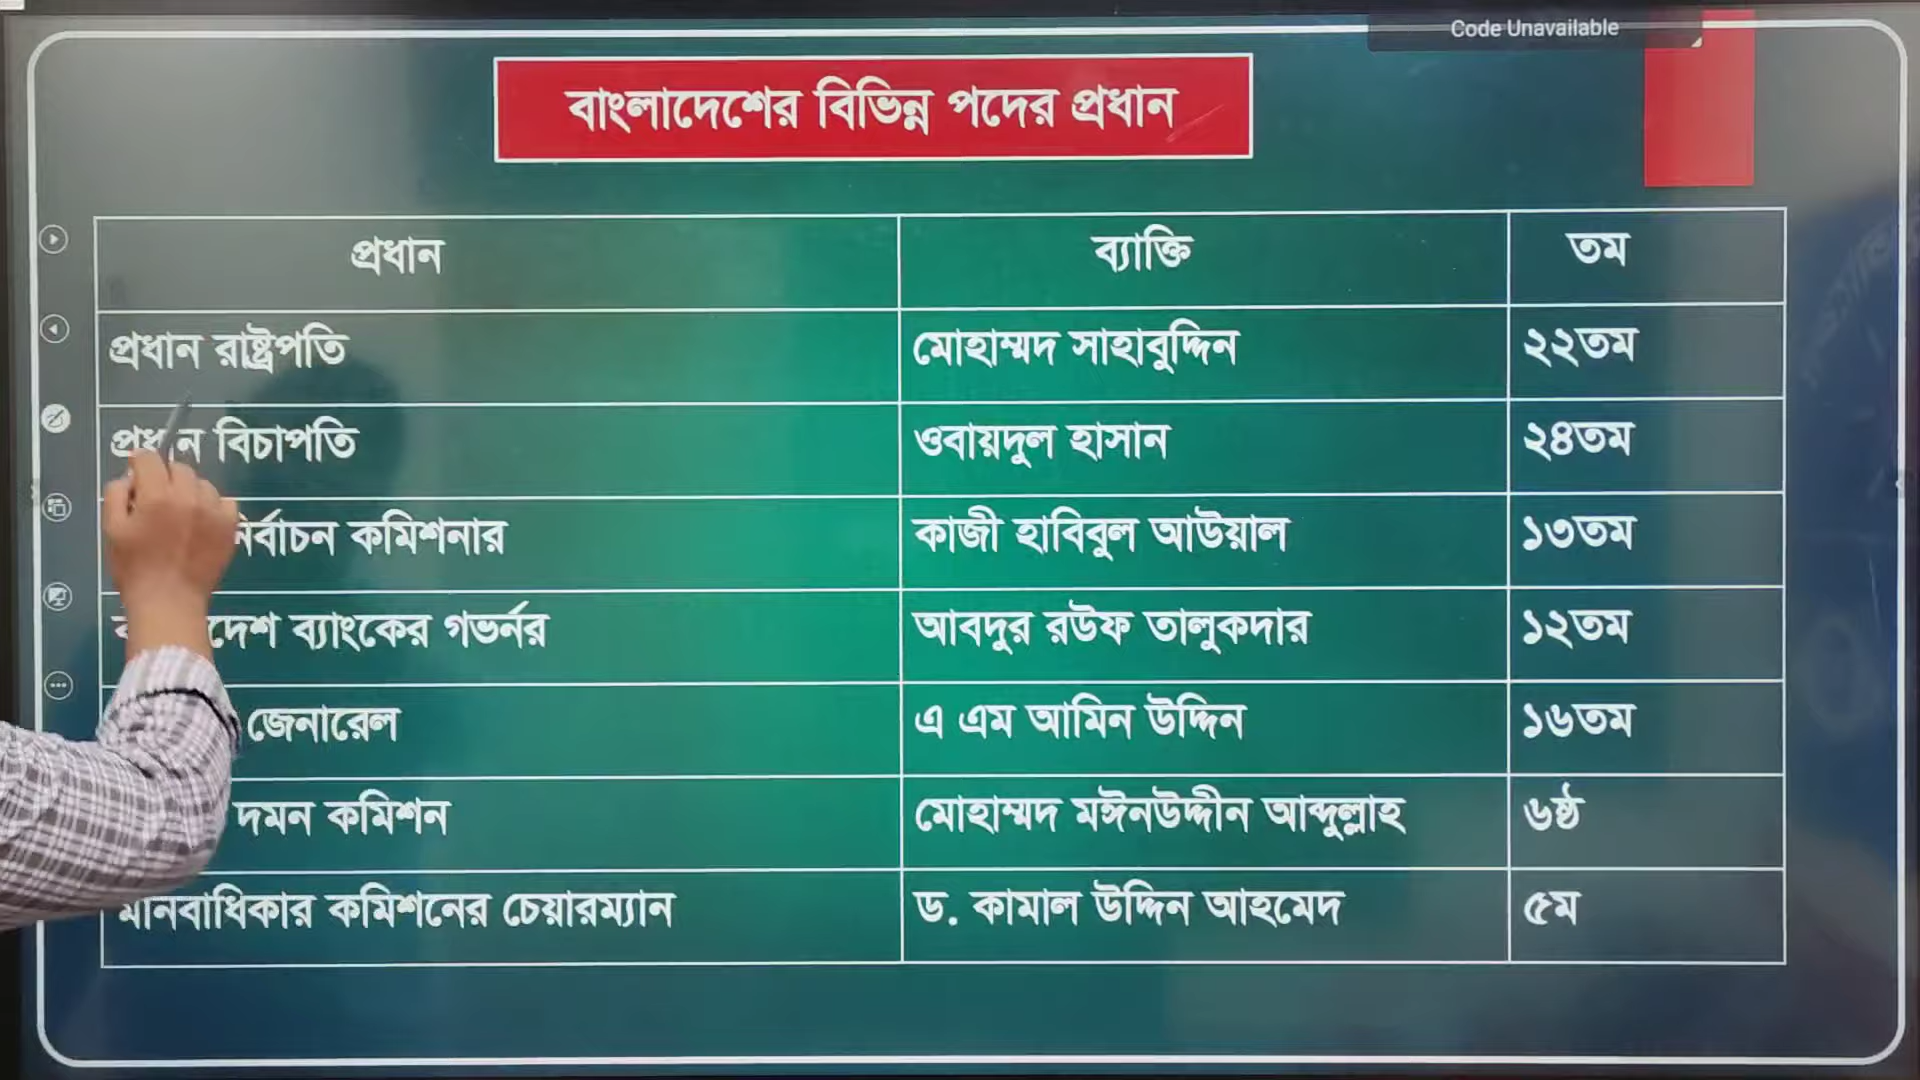 Code Unavailable
বাংলাদেশের বিভিন্ন পদের প্রধান
প্রধান ব্যাক্তি তম
প্রধান রাষ্ট্রপতি মোহাম্মদ সাহাবুদ্দিন ২২তম
প্রধান বিচাপতি ওবায়দুল হাসান ২৪তম
নির্বাচন কমিশনার কাজী হাবিবুল আউয়াল ১৩তম
ব্যাংকের গভর্নর আবদুর রউফ তালুকদার ১২তম
জেনারেল এ এম আমিন উদ্দিন ১৬তম
দমন কমিশন মোহাম্মদ মঈনউদ্দীন আব্দুল্লাহ ৬ষ্ঠ
মানবাধিকার কমিশনের চেয়ারম্যান ড. কামাল উদ্দিন আহমেদ ৫ম